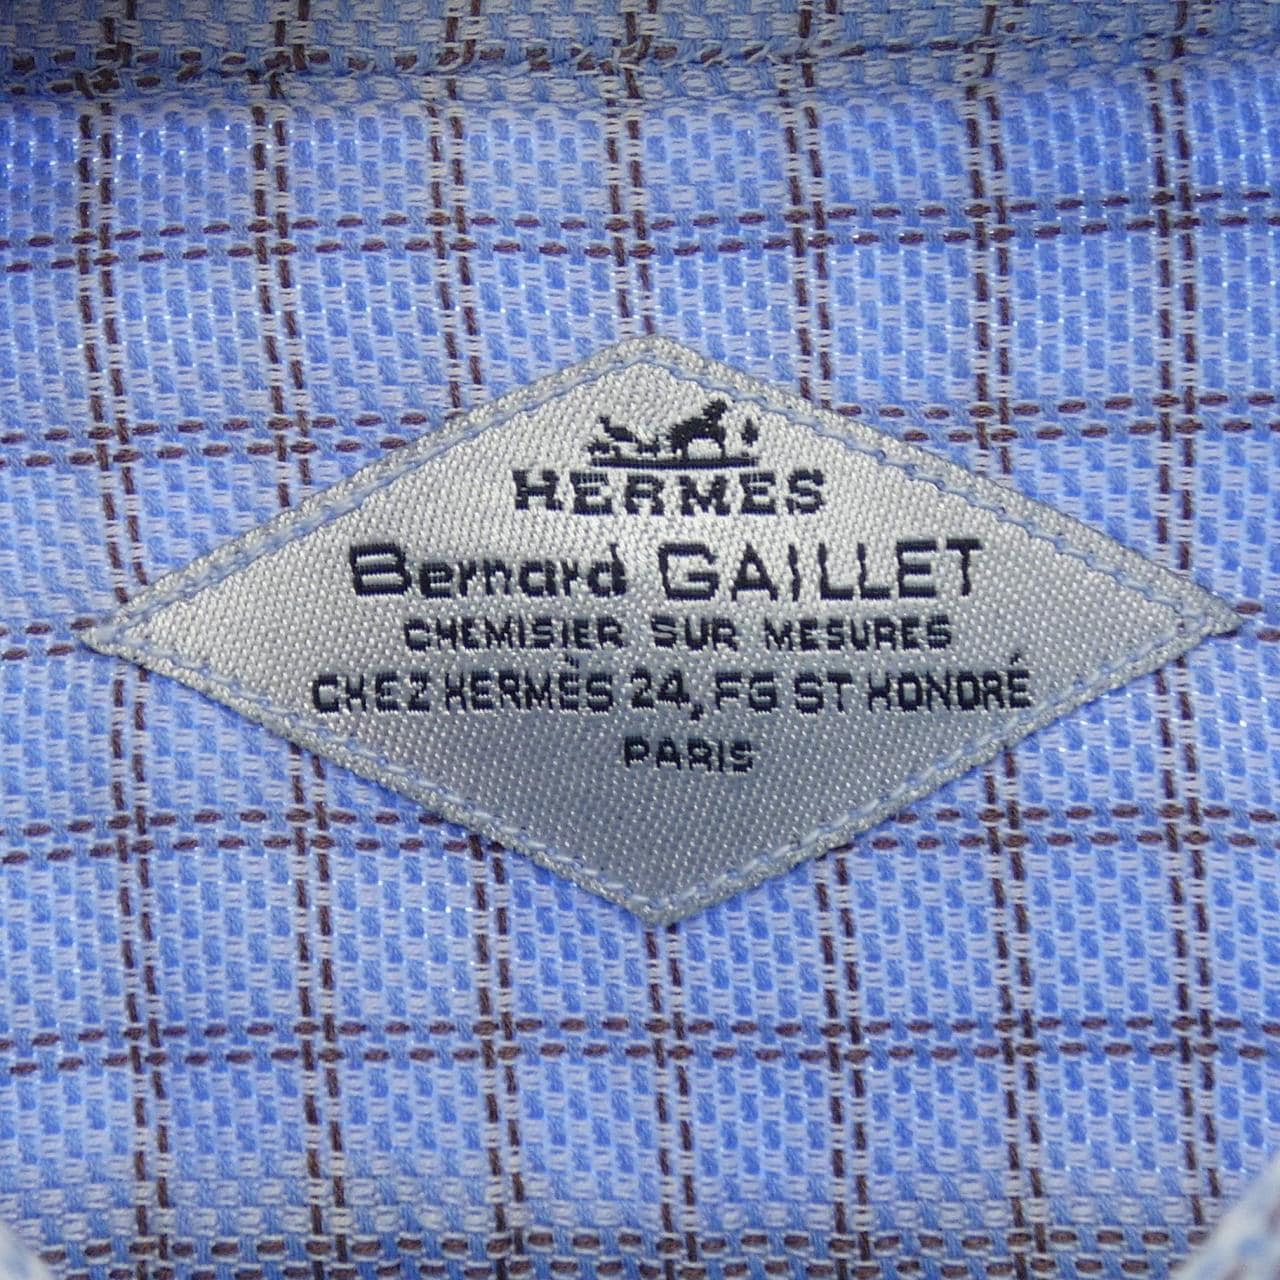 HERMES
Bernard GAILLET
CHEMISIER SUR MESURES
CHEZ HERMÈS 24, FG ST HONORÉ
PARIS